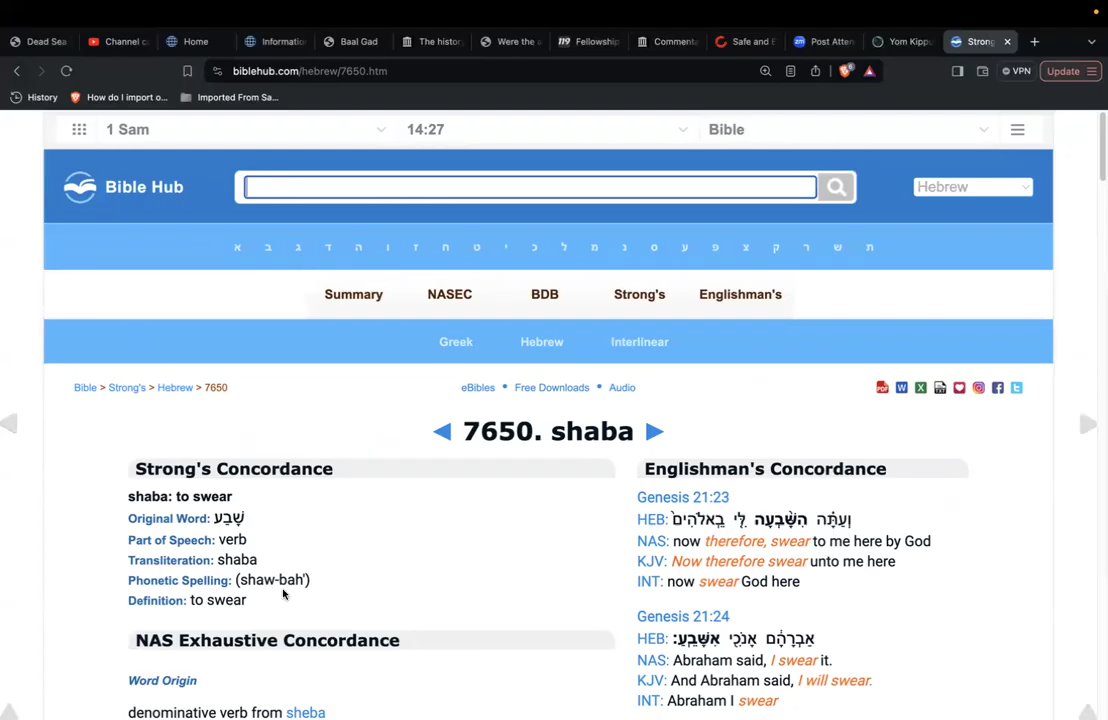 Dead Sea
Channel c
Home
Informatio
Baal Gad
The histor
Were the o
119 Fellowship
Commenta
Safe and E
zm Post Atten
Yom Kippu
Strong
biblehub.com/hebrew/7650.htm
6
VPN
Update
History
How do I import o...
Imported From Sa...
1 Sam
14:27
Bible
Bible Hub
Hebrew
א ב ג ד ה ו ז ח ט י כ ל מ נ ס ע פ צ ק ר ש ת
Summary NASEC BDB Strong's Englishman's
Greek Hebrew Interlinear
Bible > Strong's > Hebrew > 7650
eBibles • Free Downloads • Audio
PDF W X TXT
◄ 7650. shaba ►
Strong's Concordance
shaba: to swear
Original Word: שָׁבַע
Part of Speech: verb
Transliteration: shaba
Phonetic Spelling: (shaw-bah')
Definition: to swear
NAS Exhaustive Concordance
Word Origin
denominative verb from sheba
Englishman's Concordance
Genesis 21:23
HEB: וְעַתָּ֗ה הִשָּׁ֨בְעָה לִּ֤י בֵֽאלֹהִים֙
NAS: now therefore, swear to me here by God
KJV: Now therefore swear unto me here
INT: now swear God here
Genesis 21:24
HEB: אַבְרָהָ֔ם אָנֹכִ֖י אִשָּׁבֵֽעַ׃
NAS: Abraham said, I swear it.
KJV: And Abraham said, I will swear.
INT: Abraham I swear